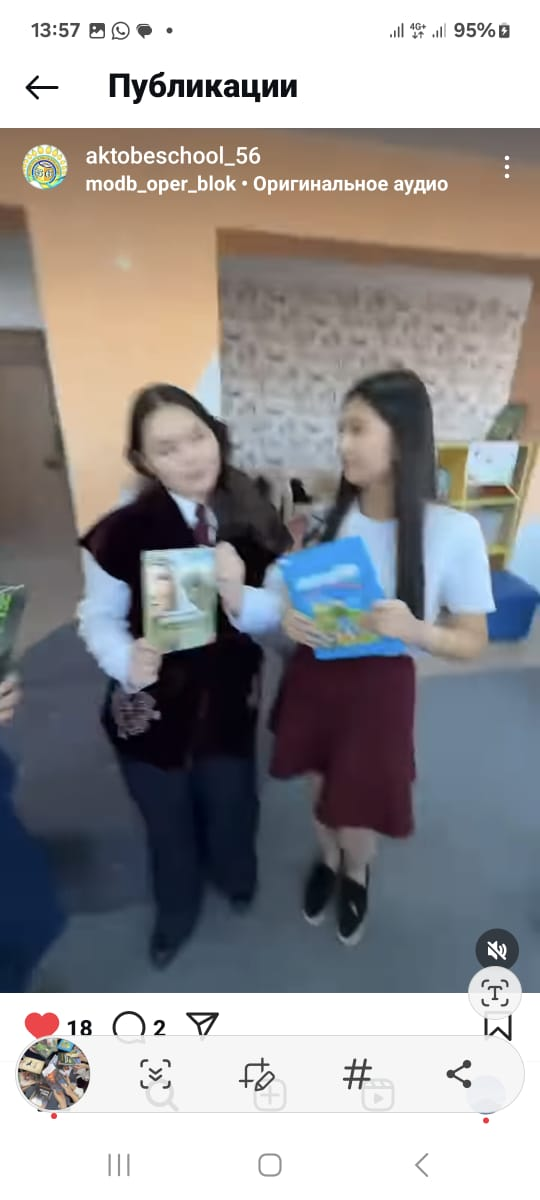 13:57
4G+
95%
Публикации
aktobeschool_56
modb_oper_blok • Оригинальное аудио
18
2
T
#